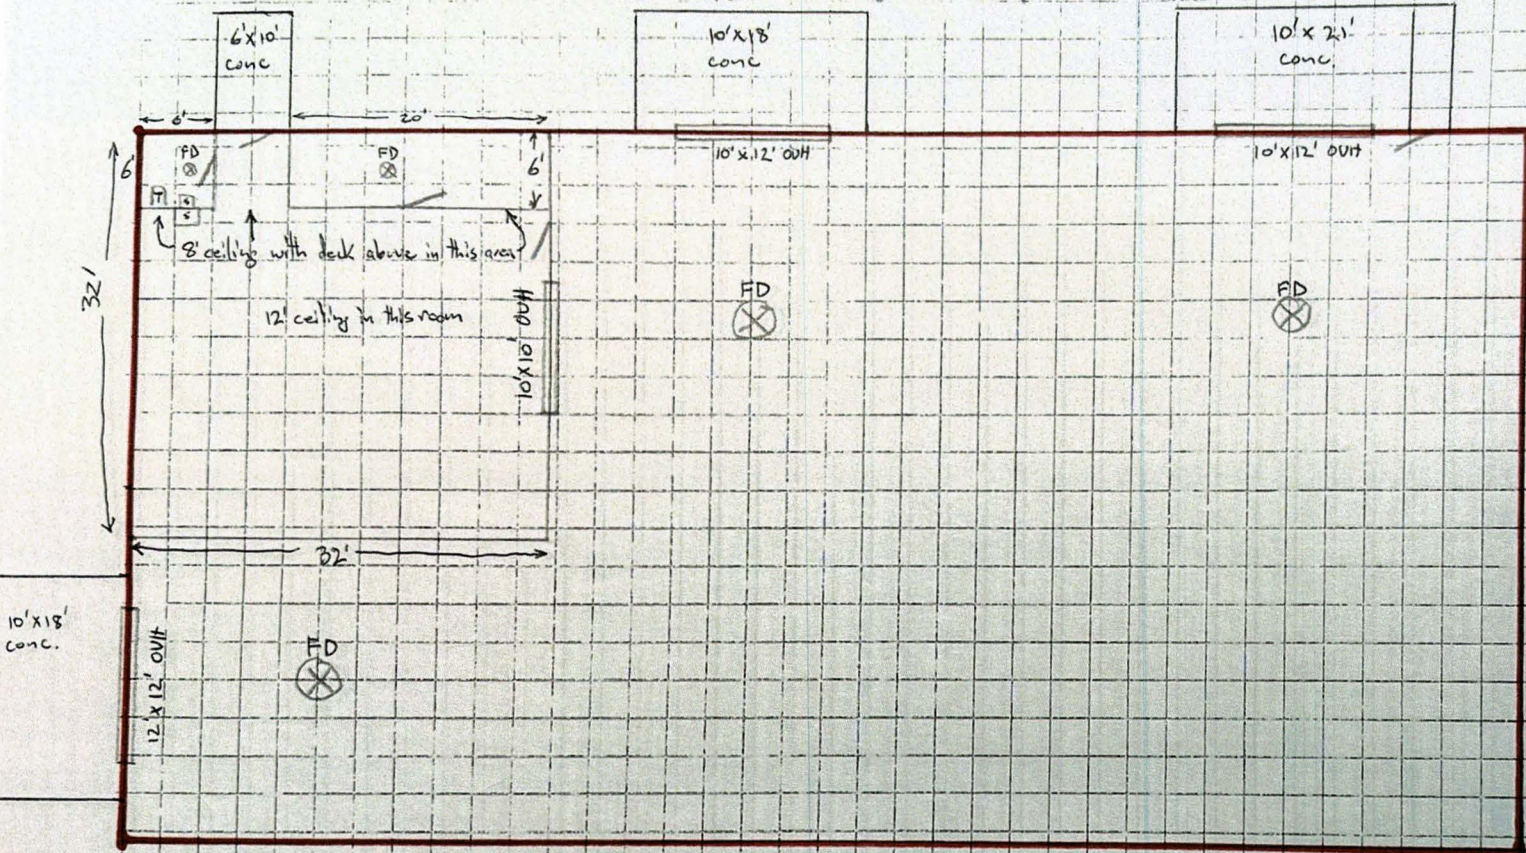 6'x10'
conc
10'x18'
conc
10'x21'
conc.
6'
20'
6'
FD
FD
6'
10'x12' OVH
10'x12' OVH
T
S
S
8' ceiling with deck above in this area
32'
12' ceiling in this room
10'x10' OVH
FD
FD
32'
10'x18'
conc.
12'x12' OVH
FD